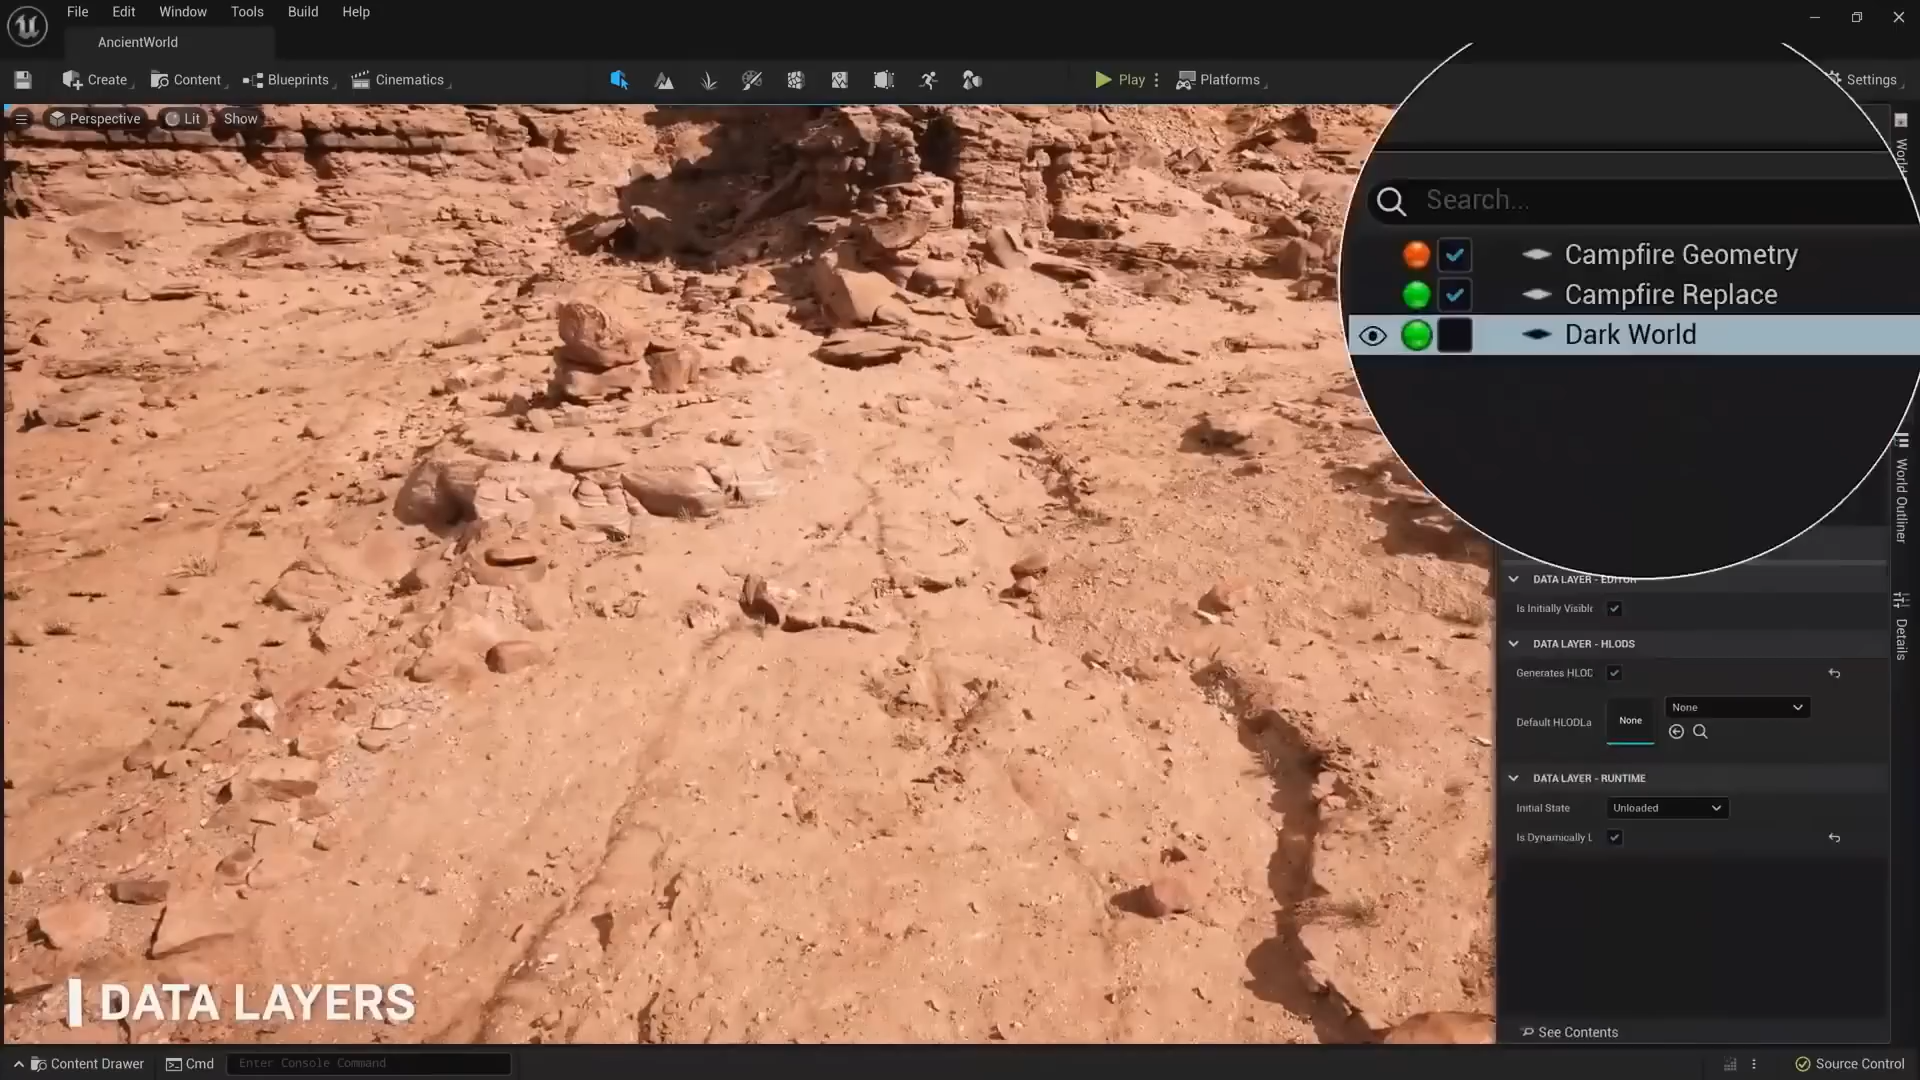 File Edit Window Tools Build Help
AncientWorld
Create Content Blueprints Cinematics Play Platforms Settings
Perspective Lit Show
Search...
Campfire Geometry
Campfire Replace
Dark World
World Outliner
Details
DATA LAYER - EDITOR
Is Initially Visible
DATA LAYER - HLODS
Generates HLOD
Default HLODLa
None
None
DATA LAYER - RUNTIME
Initial State Unloaded
Is Dynamically L
DATA LAYERS
See Contents
Content Drawer Cmd Enter Console Command Source Control